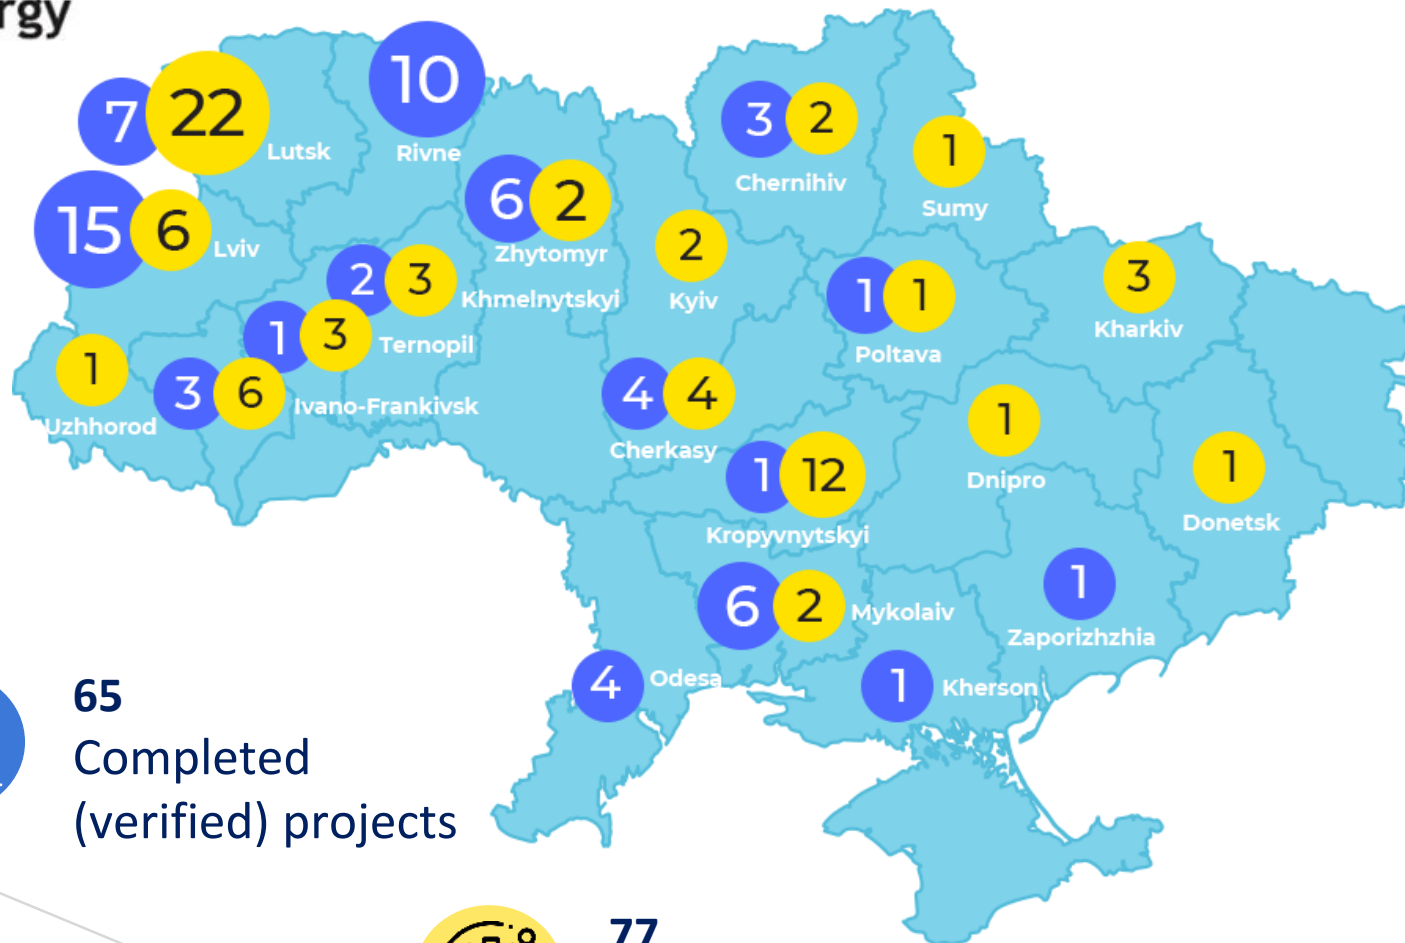 rgy
10
7 22
Lutsk
Rivne
3 2
Chernihiv
1
Sumy
15 6
Lviv
6 2
Zhytomyr
2
Kyiv
2 3
Khmelnytskyi
1 3
Ternopil
1 1
Poltava
3
Kharkiv
1
Uzhhorod
3 6
Ivano-Frankivsk
4 4
Cherkasy
1
Dnipro
1
Donetsk
1 12
Kropyvnytskyi
6 2
Mykolaiv
1
Zaporizhzhia
4
Odesa
1
Kherson
65
Completed
(verified) projects
77